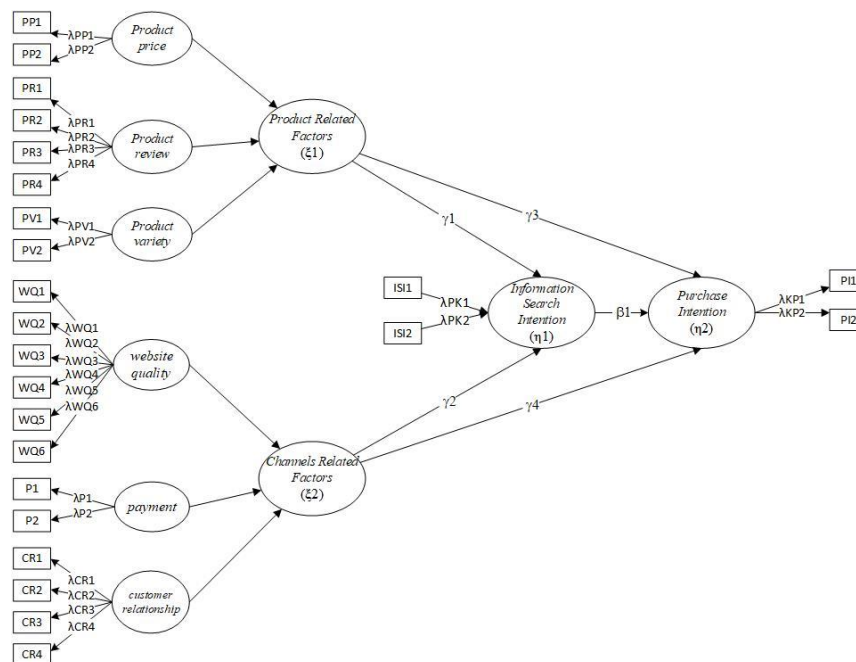 PP1
PP2
λPP1
λPP2
Product
price
PR1
PR2
PR3
PR4
λPR1
λPR2
λPR3
λPR4
Product
review
PV1
PV2
λPV1
λPV2
Product
variety
Product Related
Factors
(ξ1)
WQ1
WQ2
WQ3
WQ4
WQ5
WQ6
λWQ1
λWQ2
λWQ3
λWQ4
λWQ5
λWQ6
website
quality
P1
P2
λP1
λP2
payment
CR1
CR2
CR3
CR4
λCR1
λCR2
λCR3
λCR4
customer
relationship
Channels Related
Factors
(ξ2)
γ1
γ3
γ2
γ4
ISI1
ISI2
λPK1
λPK2
Information
Search
Intention
(η1)
β1
Purchase
Intention
(η2)
λKP1
λKP2
PI1
PI2